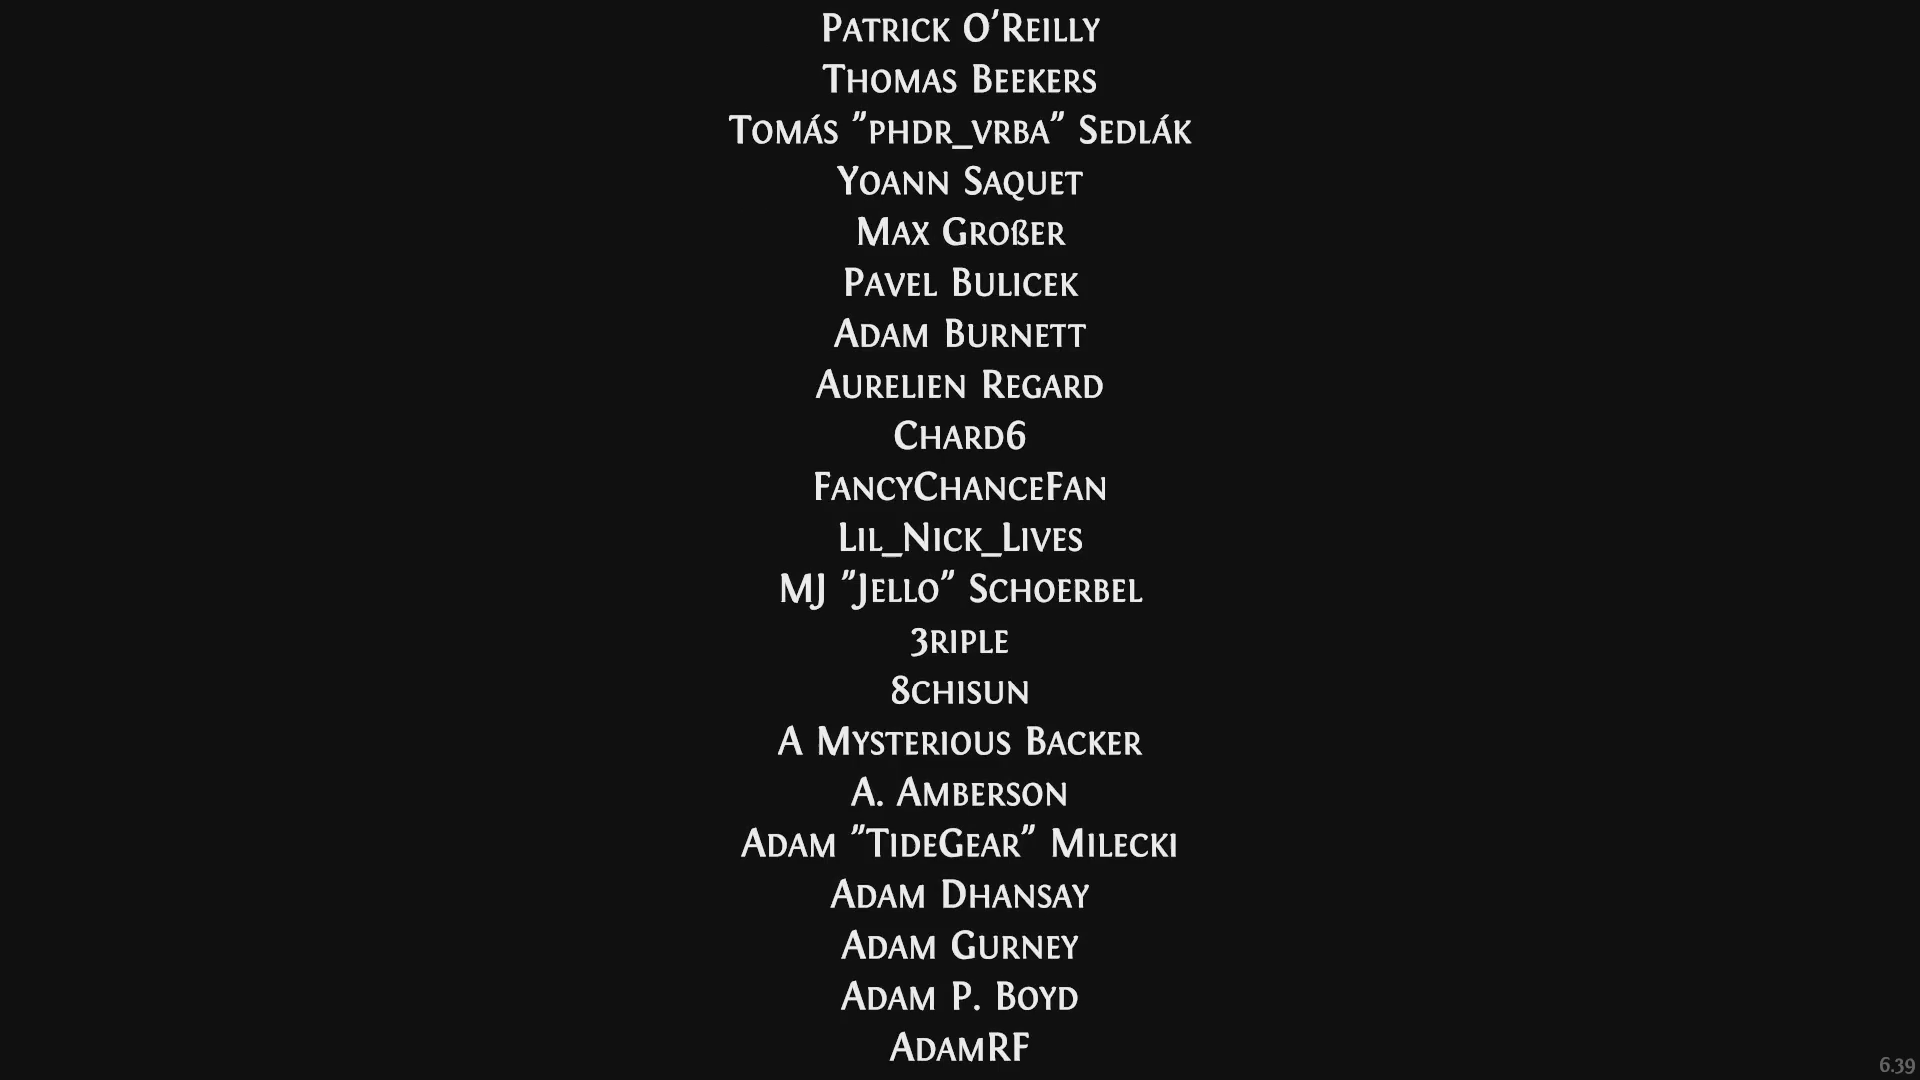 Patrick O'Reilly
Thomas Beekers
Tomás "phdr_vrba" Sedlák
Yoann Saquet
Max Großer
Pavel Bulicek
Adam Burnett
Aurelien Regard
Chard6
FancyChanceFan
Lil_Nick_Lives
MJ "Jello" Schoerbel
3riple
8chisun
A Mysterious Backer
A. Amberson
Adam "TideGear" Milecki
Adam Dhansay
Adam Gurney
Adam P. Boyd
AdamRF
6.39